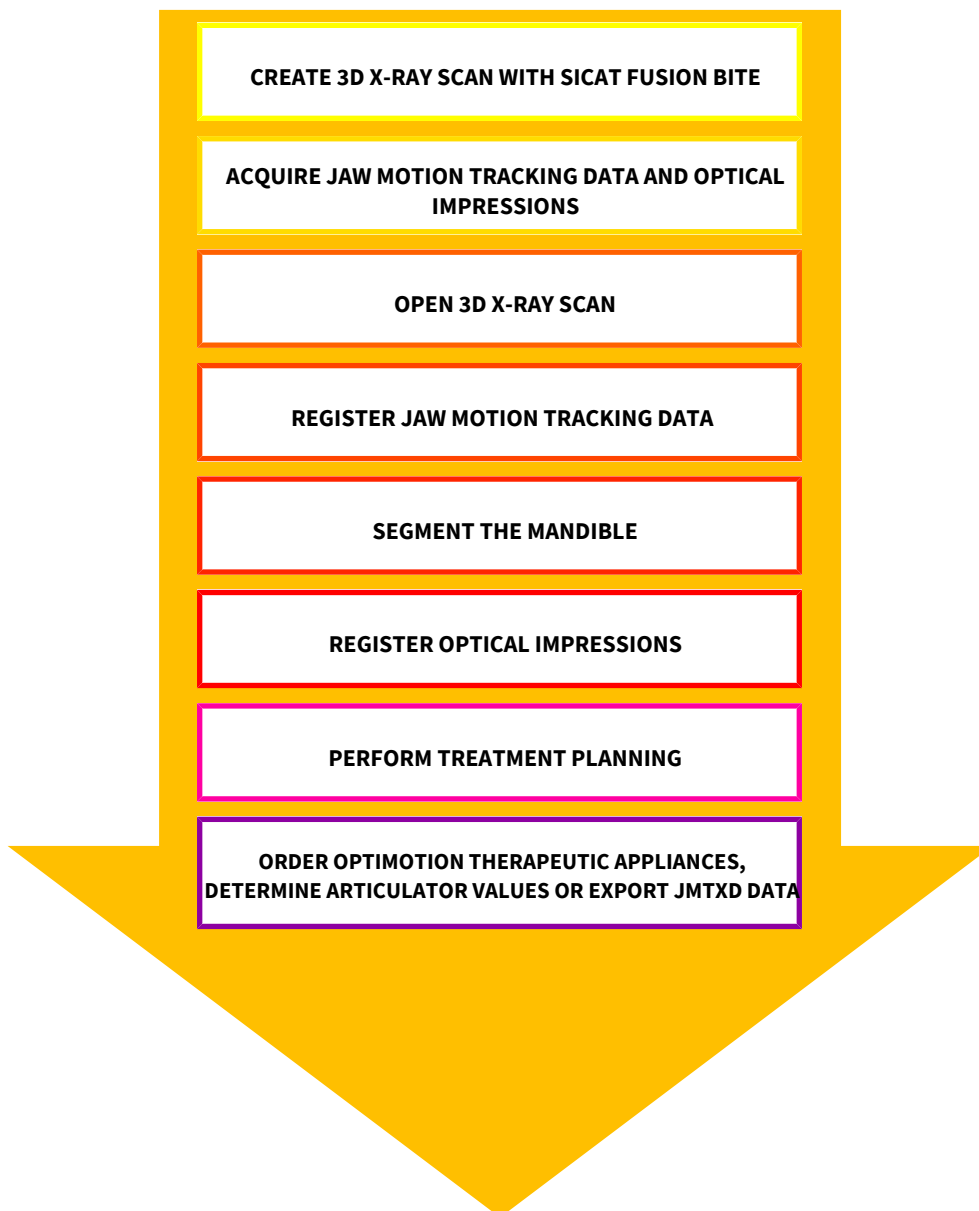 CREATE 3D X-RAY SCAN WITH SICAT FUSION BITE
ACQUIRE JAW MOTION TRACKING DATA AND OPTICAL
IMPRESSIONS
OPEN 3D X-RAY SCAN
REGISTER JAW MOTION TRACKING DATA
SEGMENT THE MANDIBLE
REGISTER OPTICAL IMPRESSIONS
PERFORM TREATMENT PLANNING
ORDER OPTIMOTION THERAPEUTIC APPLIANCES,
DETERMINE ARTICULATOR VALUES OR EXPORT JMTXD DATA